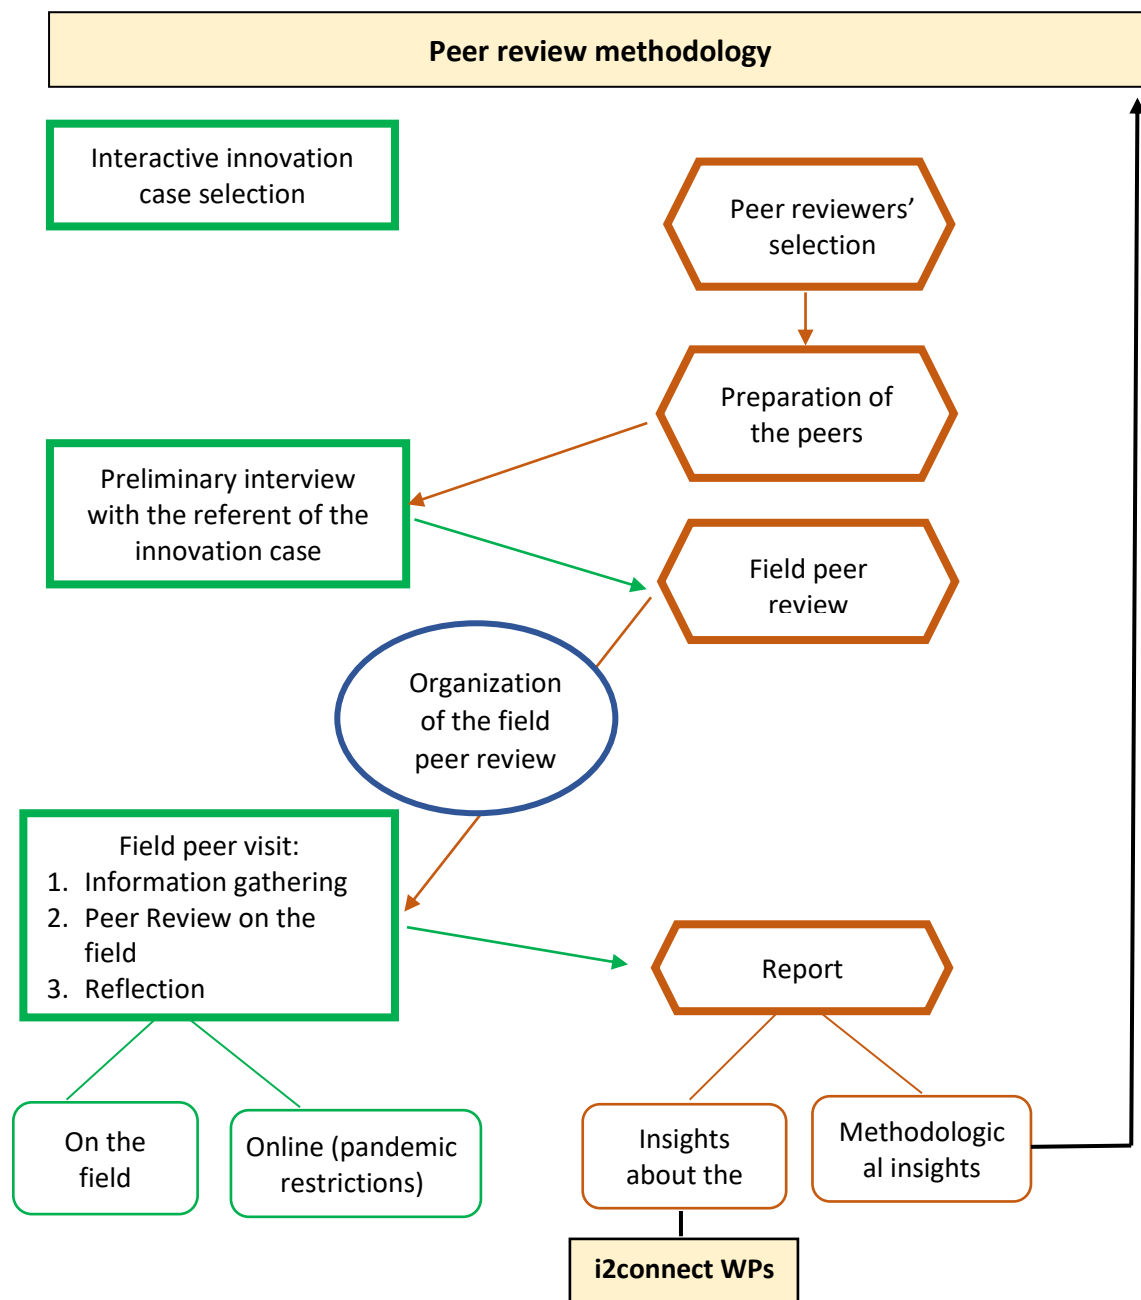 Peer review methodology
Interactive innovation
case selection
Peer reviewers’
selection
Preparation of
the peers
Preliminary interview
with the referent of the
innovation case
Field peer
review
Organization
of the field
peer review
Field peer visit:
1. Information gathering
2. Peer Review on the
field
3. Reflection
Report
On the
field
Online (pandemic
restrictions)
Insights
about the
Methodologic
al insights
i2connect WPs